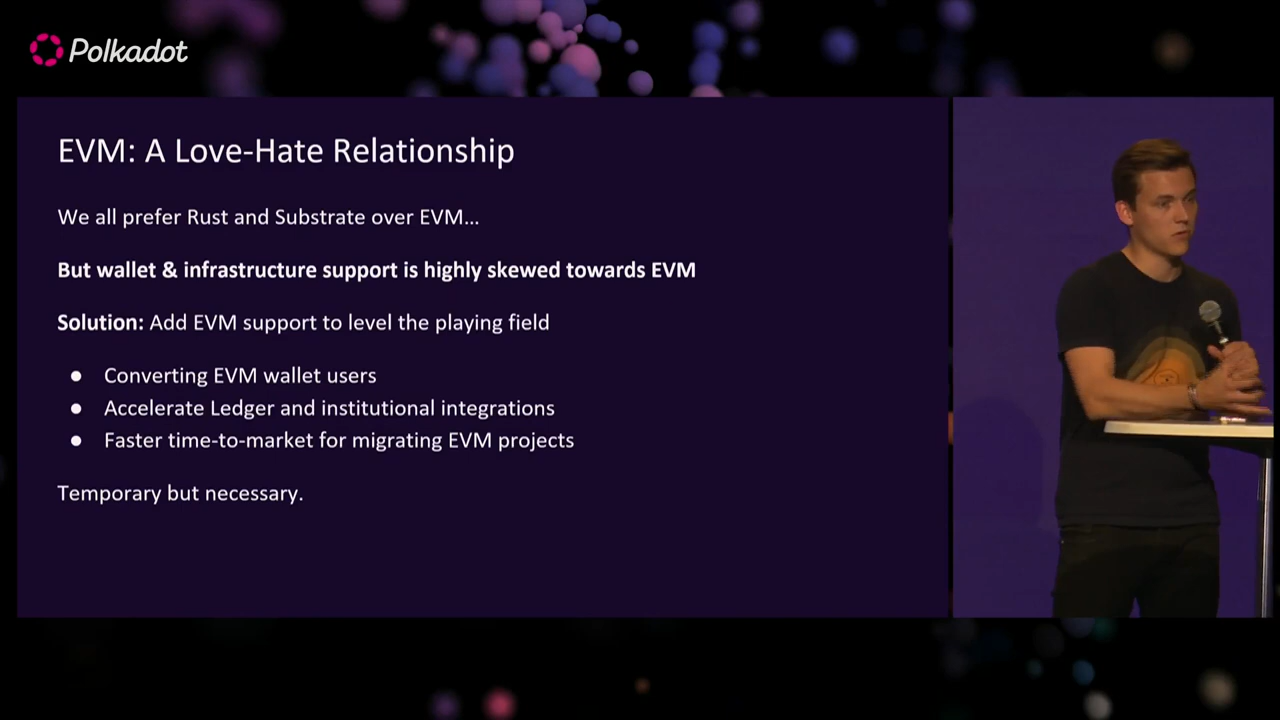 Polkadot
EVM: A Love-Hate Relationship
We all prefer Rust and Substrate over EVM...
But wallet & infrastructure support is highly skewed towards EVM
Solution: Add EVM support to level the playing field
● Converting EVM wallet users
● Accelerate Ledger and institutional integrations
● Faster time-to-market for migrating EVM projects
Temporary but necessary.